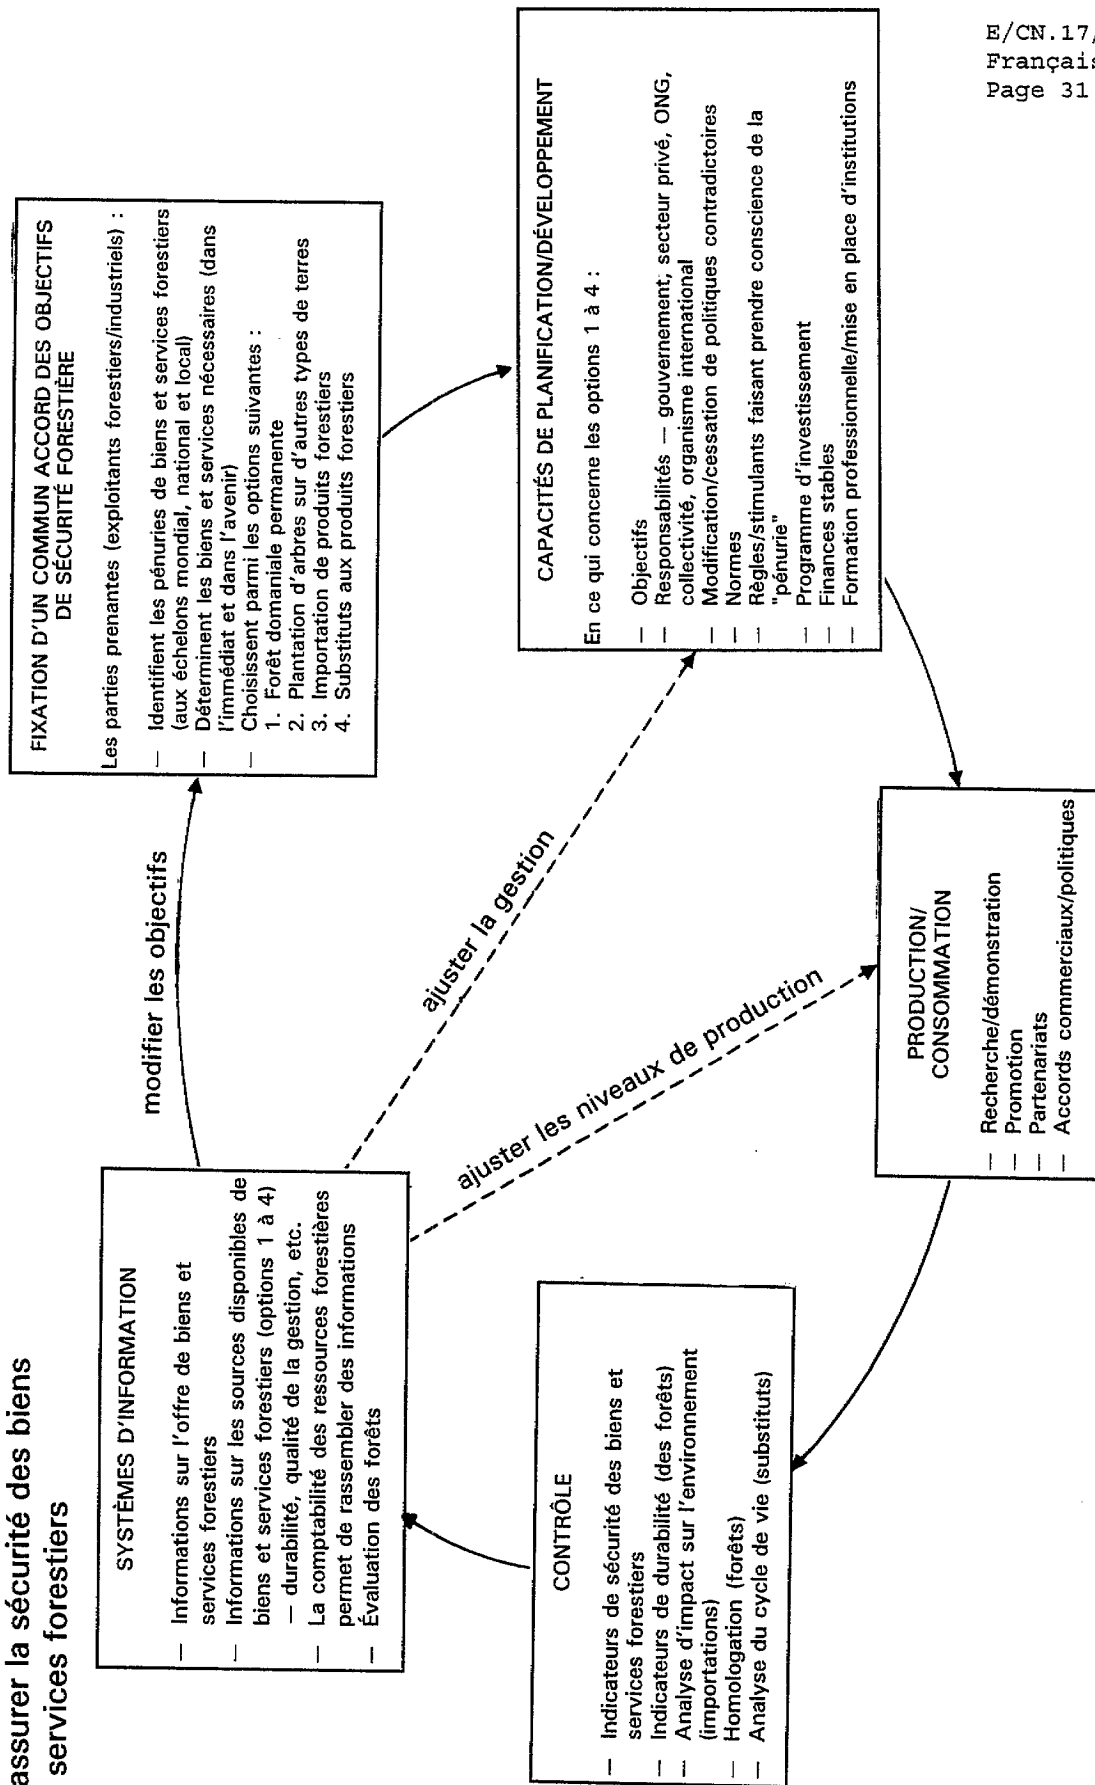 E/CN.17/
Français
Page 31
assurer la sécurité des biens
services forestiers
SYSTÈMES D'INFORMATION
— Informations sur l'offre de biens et
services forestiers
— Informations sur les sources disponibles de
biens et services forestiers (options 1 à 4)
— durabilité, qualité de la gestion, etc.
— La comptabilité des ressources forestières
permet de rassembler des informations
— Évaluation des forêts
modifier les objectifs
FIXATION D'UN COMMUN ACCORD DES OBJECTIFS
DE SÉCURITÉ FORESTIÈRE
Les parties prenantes (exploitants forestiers/industriels) :
— Identifient les pénuries de biens et services forestiers
(aux échelons mondial, national et local)
— Déterminent les biens et services nécessaires (dans
l'immédiat et dans l'avenir)
— Choisissent parmi les options suivantes :
1. Forêt domaniale permanente
2. Plantation d'arbres sur d'autres types de terres
3. Importation de produits forestiers
4. Substituts aux produits forestiers
ajuster la gestion
ajuster les niveaux de production
CAPACITÉS DE PLANIFICATION/DÉVELOPPEMENT
En ce qui concerne les options 1 à 4 :
— Objectifs
— Responsabilités — gouvernement, secteur privé, ONG,
collectivité, organisme international
— Modification/cessation de politiques contradictoires
— Normes
— Règles/stimulants faisant prendre conscience de la
"pénurie"
— Programme d'investissement
— Finances stables
— Formation professionnelle/mise en place d'institutions
CONTRÔLE
— Indicateurs de sécurité des biens et
services forestiers
— Indicateurs de durabilité (des forêts)
— Analyse d'impact sur l'environnement
(importations)
— Homologation (forêts)
— Analyse du cycle de vie (substituts)
PRODUCTION/
CONSOMMATION
— Recherche/démonstration
— Promotion
— Partenariats
— Accords commerciaux/politiques